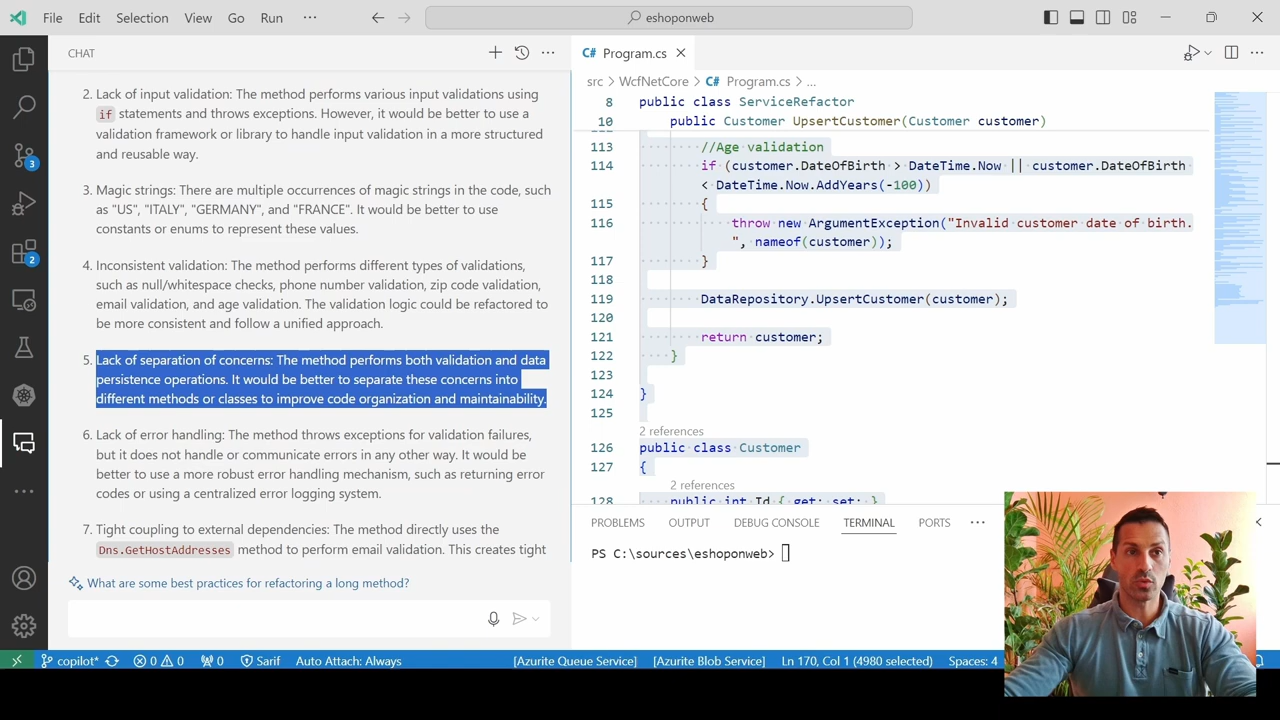 File Edit Selection View Go Run ···
eshoponweb
CHAT
2. Lack of input validation: The method performs various input validations using
if statements and throws exceptions. However, it would be better to use a
validation framework or library to handle input validation in a more structured
and reusable way.
3. Magic strings: There are multiple occurrences of magic strings in the code, such
as "US", "ITALY", "GERMANY", and "FRANCE". It would be better to use
constants or enums to represent these values.
4. Inconsistent validation: The method performs different types of validations,
such as null/whitespace checks, phone number validation, zip code validation,
email validation, and age validation. The validation logic could be refactored to
be more consistent and follow a unified approach.
5. Lack of separation of concerns: The method performs both validation and data
persistence operations. It would be better to separate these concerns into
different methods or classes to improve code organization and maintainability.
6. Lack of error handling: The method throws exceptions for validation failures,
but it does not handle or communicate errors in any other way. It would be
better to use a more robust error handling mechanism, such as returning error
codes or using a centralized error logging system.
7. Tight coupling to external dependencies: The method directly uses the
Dns.GetHostAddresses method to perform email validation. This creates tight
What are some best practices for refactoring a long method?
3
2
C# Program.cs
src > WcfNetCore > C# Program.cs > ...
8 public class ServiceRefactor
10 public Customer UpsertCustomer(Customer customer)
113 //Age validation
114 if (customer.DateOfBirth > DateTime.Now || customer.DateOfBirth
< DateTime.Now.AddYears(-100))
115 {
116 throw new ArgumentException("Invalid customer date of birth.
", nameof(customer));
117 }
118
119 DataRepository.UpsertCustomer(customer);
120
121 return customer;
122 }
123
124 }
125
2 references
126 public class Customer
127 {
2 references
128 public int Id { get; set; }
PROBLEMS OUTPUT DEBUG CONSOLE TERMINAL PORTS ···
PS C:\sources\eshoponweb>
copilot* 0 0 0 Sarif Auto Attach: Always [Azurite Queue Service] [Azurite Blob Service] Ln 170, Col 1 (4980 selected) Spaces: 4